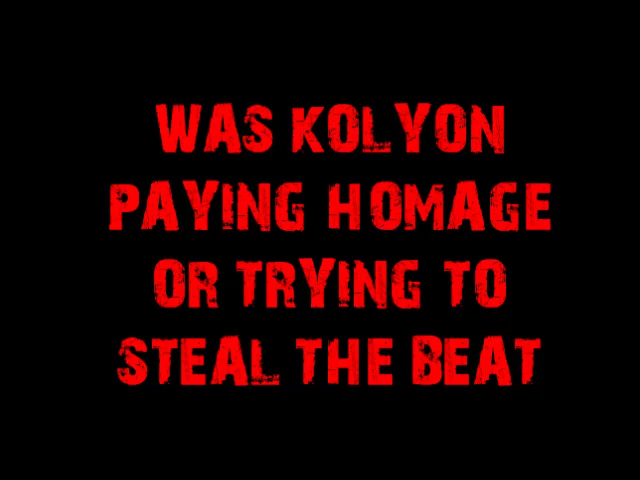 WAS KOLYON
PAYING HOMAGE
OR TRYING TO
STEAL THE BEAT